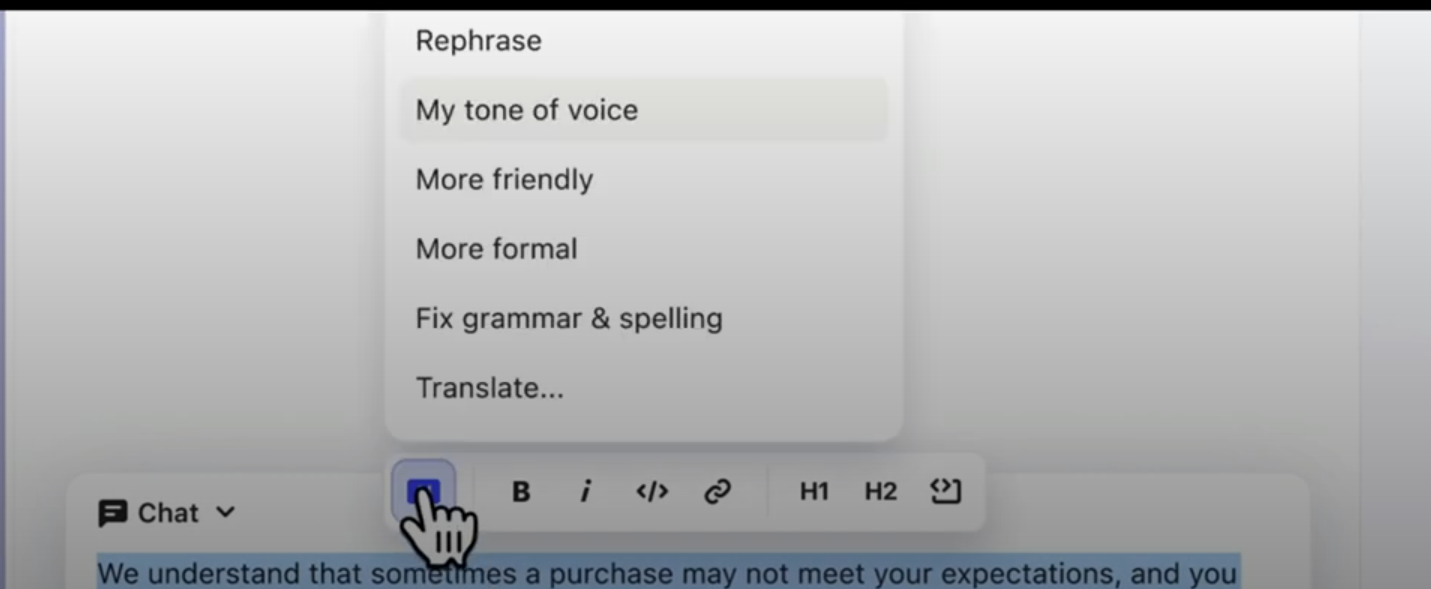 Rephrase
My tone of voice
More friendly
More formal
Fix grammar & spelling
Translate...
B i </> H1 H2
Chat
We understand that sometimes a purchase may not meet your expectations, and you